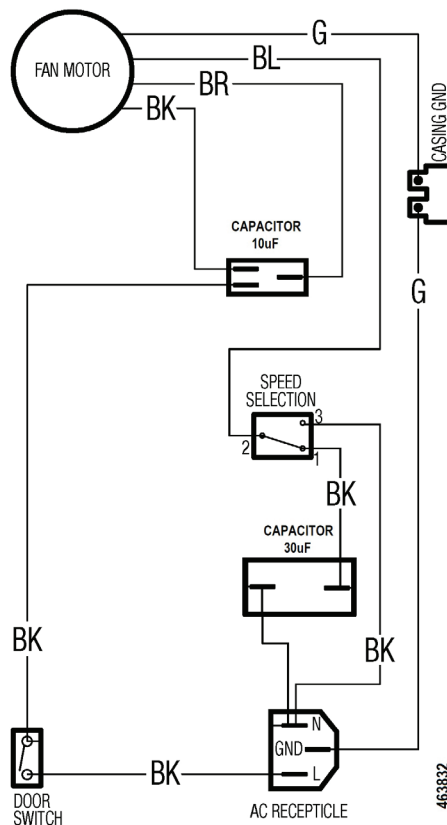 G
FAN MOTOR
BL
BR
BK
CASING GND
CAPACITOR
10uF
G
SPEED
SELECTION
3
2
1
BK
CAPACITOR
30uF
BK
BK
N
GND
L
BK
DOOR
SWITCH
AC RECEPTICLE
463832